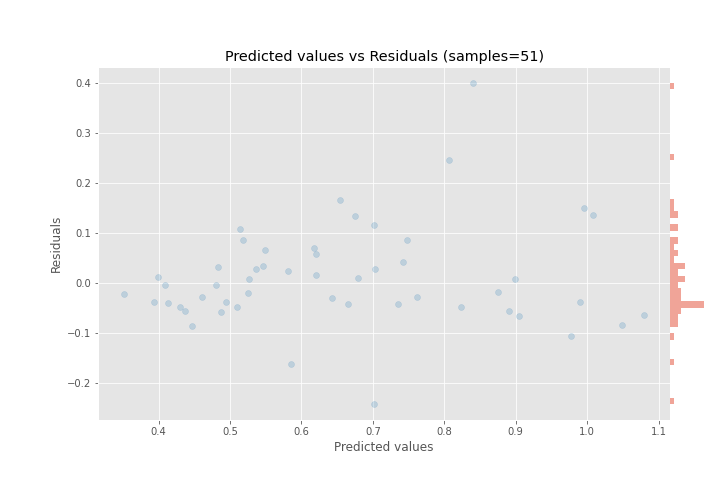 Predicted values vs Residuals (samples=51)
0.4
0.3
0.2
0.1
0.0
−0.1
−0.2
Residuals
0.4 0.5 0.6 0.7 0.8 0.9 1.0 1.1
Predicted values